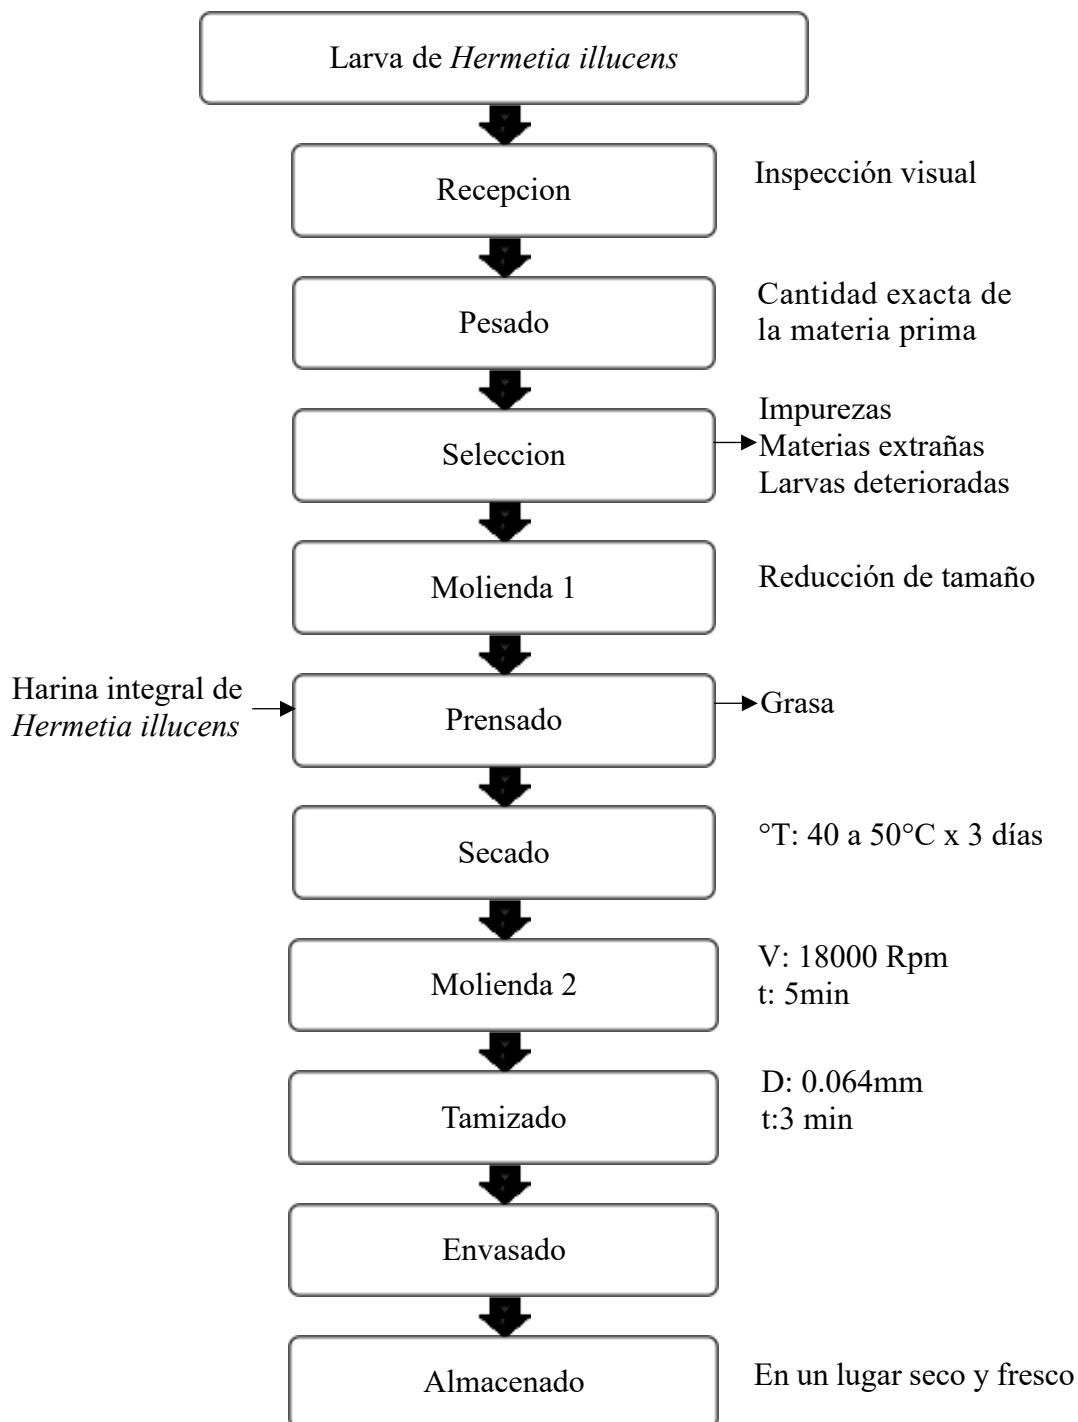 Larva de Hermetia illucens
Recepcion
Inspección visual
Pesado
Cantidad exacta de
la materia prima
Seleccion
Impurezas
Materias extrañas
Larvas deterioradas
Molienda 1
Reducción de tamaño
Harina integral de
Hermetia illucens
Prensado
Grasa
Secado
°T: 40 a 50°C x 3 días
Molienda 2
V: 18000 Rpm
t: 5min
Tamizado
D: 0.064mm
t:3 min
Envasado
Almacenado
En un lugar seco y fresco